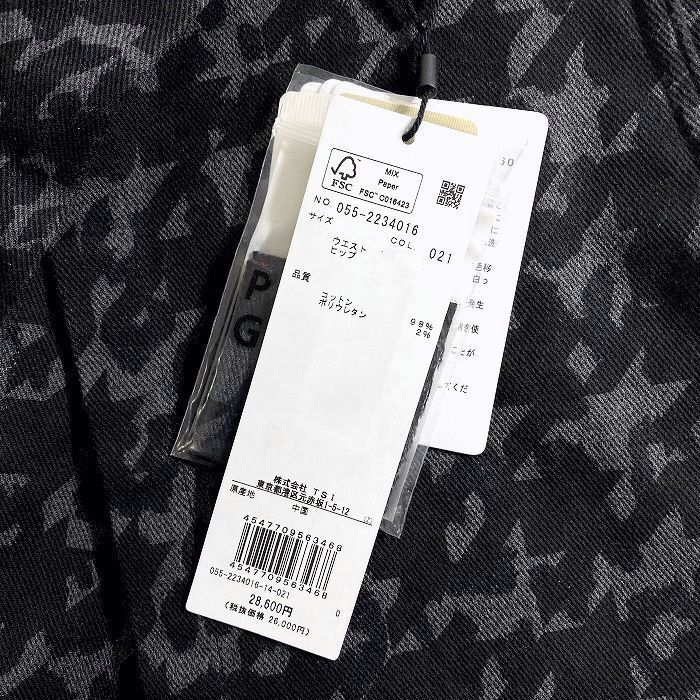 MIX
Paper
FSC™ C016423
FSC
NO. 055-2234016
サイズ COL. 021
ウエスト
ヒップ
品質
コットン 98%
ポリウレタン 2%
株式会社 TSI
東京都港区元赤坂1-5-12
原産地 中国 (Z)
4547709563468
4547709563468
055-2234016-14-021 0
28,600円
(税抜価格 26,000円)
P
G